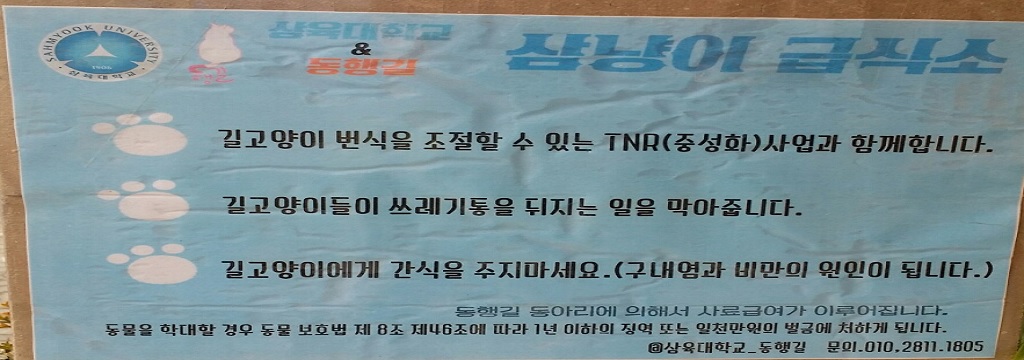 SAHMYOOK UNIVERSITY
1906
삼육대학교
삼육대학교
&
동행길
삼냥이 급식소
길고양이 번식을 조절할 수 있는 TNR(중성화)사업과 함께합니다.
길고양이들이 쓰레기통을 뒤지는 일을 막아줍니다.
길고양이에게 간식을 주지마세요.(구내염과 비만의 원인이 됩니다.)
동행길 동아리에 의해서 사료급여가 이루어집니다.
동물을 학대할 경우 동물 보호법 제 8조 제46조에 따라 1년 이하의 징역 또는 일천만원의 벌금에 처하게 됩니다.
@삼육대학교_동행길 문의.010.2811.1805